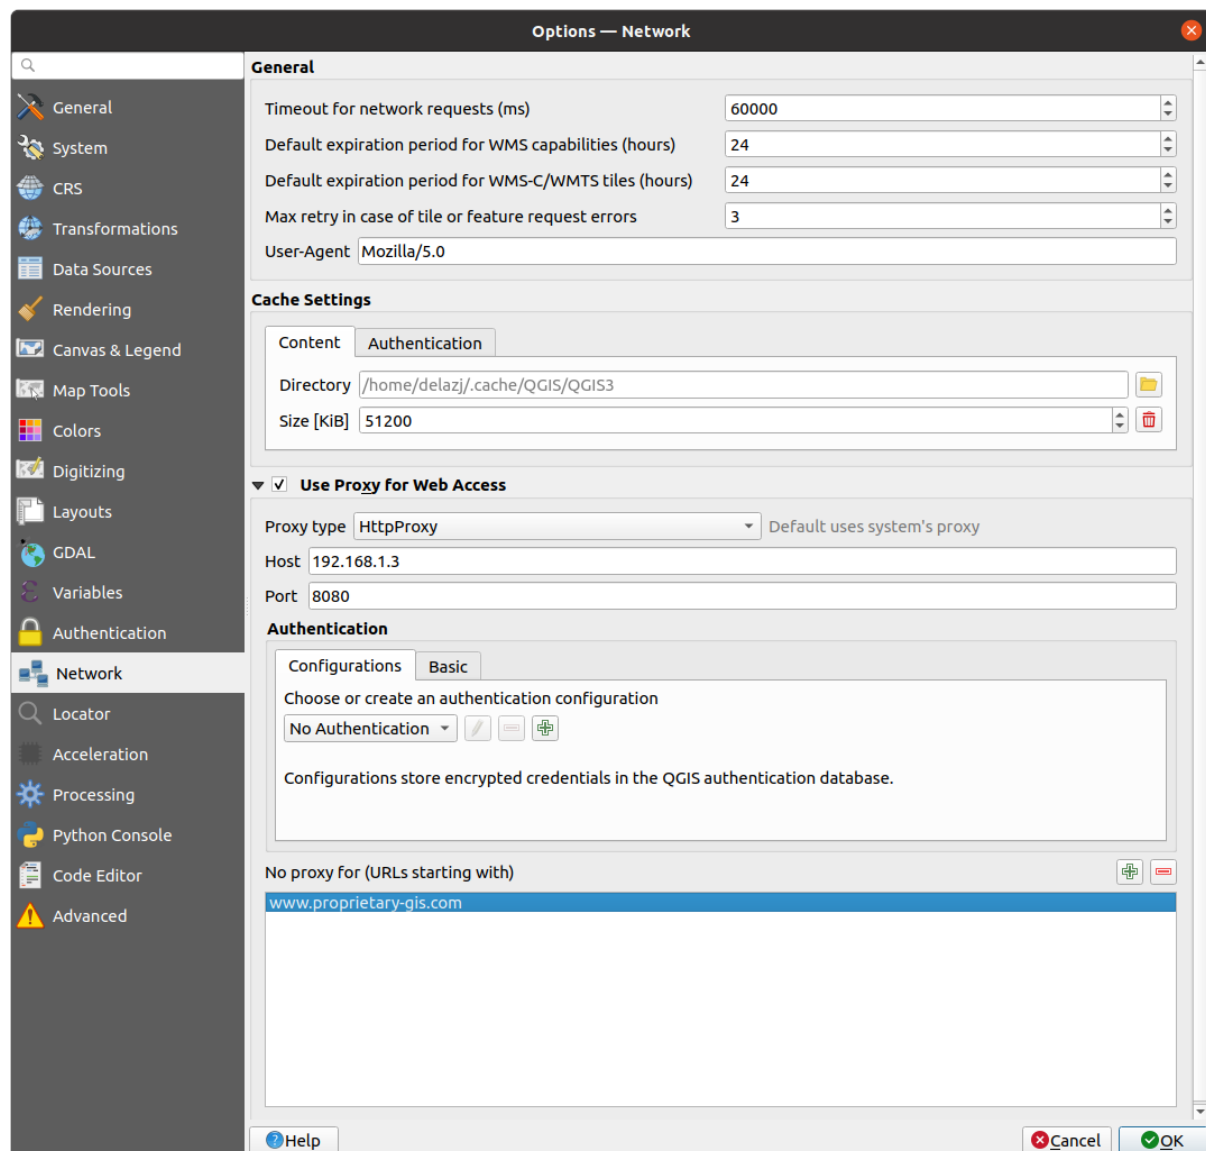 Options — Network
General
System
CRS
Transformations
Data Sources
Rendering
Canvas & Legend
Map Tools
Colors
Digitizing
Layouts
GDAL
Variables
Authentication
Network
Locator
Acceleration
Processing
Python Console
Code Editor
Advanced
General
Timeout for network requests (ms) 60000
Default expiration period for WMS capabilities (hours) 24
Default expiration period for WMS-C/WMTS tiles (hours) 24
Max retry in case of tile or feature request errors 3
User-Agent Mozilla/5.0
Cache Settings
Content Authentication
Directory /home/delazj/.cache/QGIS/QGIS3
Size [KiB] 51200
Use Proxy for Web Access
Proxy type HttpProxy Default uses system's proxy
Host 192.168.1.3
Port 8080
Authentication
Configurations Basic
Choose or create an authentication configuration
No Authentication
Configurations store encrypted credentials in the QGIS authentication database.
No proxy for (URLs starting with)
www.proprietary-gis.com
Help Cancel OK